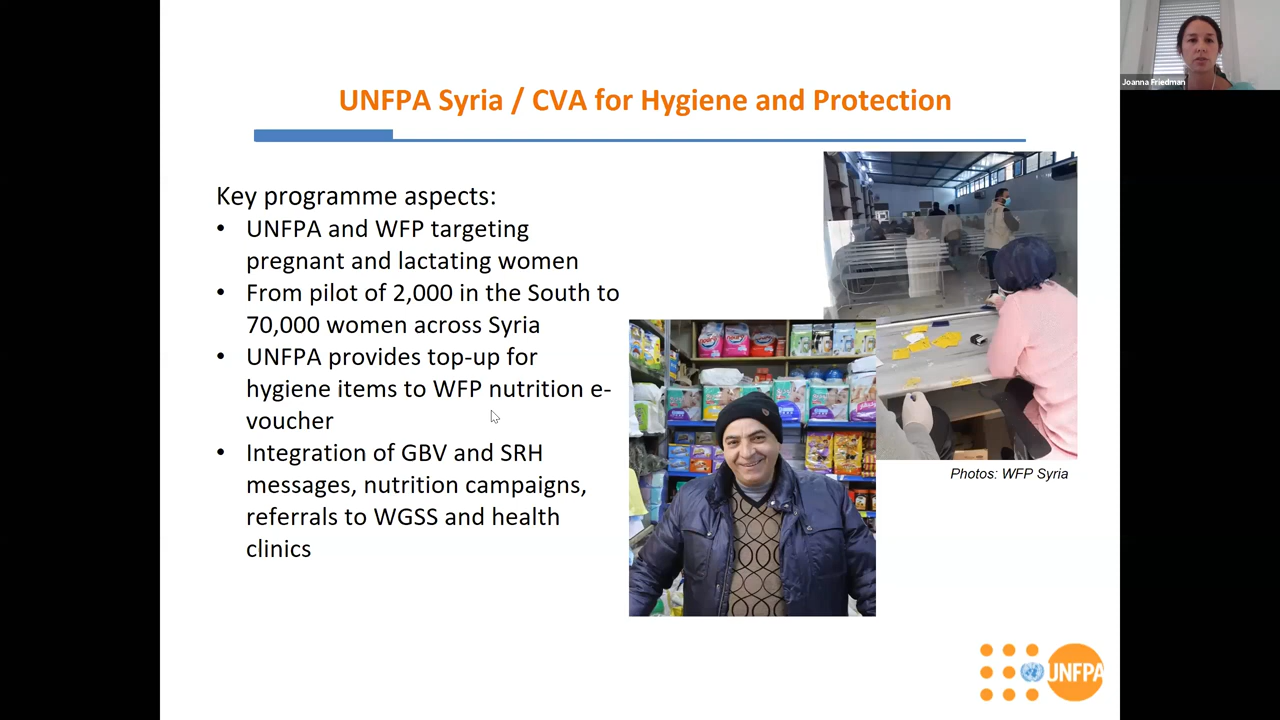 Joanna Friedman
UNFPA Syria / CVA for Hygiene and Protection
Key programme aspects:
• UNFPA and WFP targeting
pregnant and lactating women
• From pilot of 2,000 in the South to
70,000 women across Syria
• UNFPA provides top-up for
hygiene items to WFP nutrition e-
voucher
• Integration of GBV and SRH
messages, nutrition campaigns,
referrals to WGSS and health
clinics
Photos: WFP Syria
UNFPA